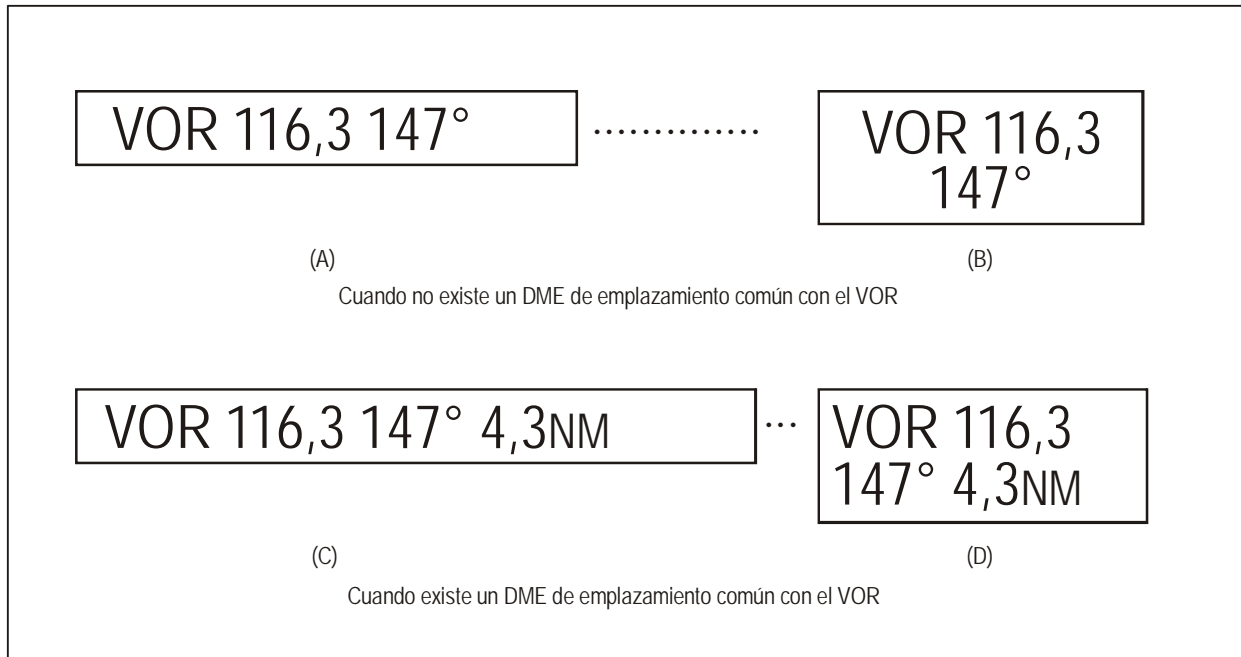 VOR 116,3 147°
VOR 116,3
147°
(A)
(B)
Cuando no existe un DME de emplazamiento común con el VOR
VOR 116,3 147° 4,3NM
VOR 116,3
147° 4,3NM
(C)
(D)
Cuando existe un DME de emplazamiento común con el VOR